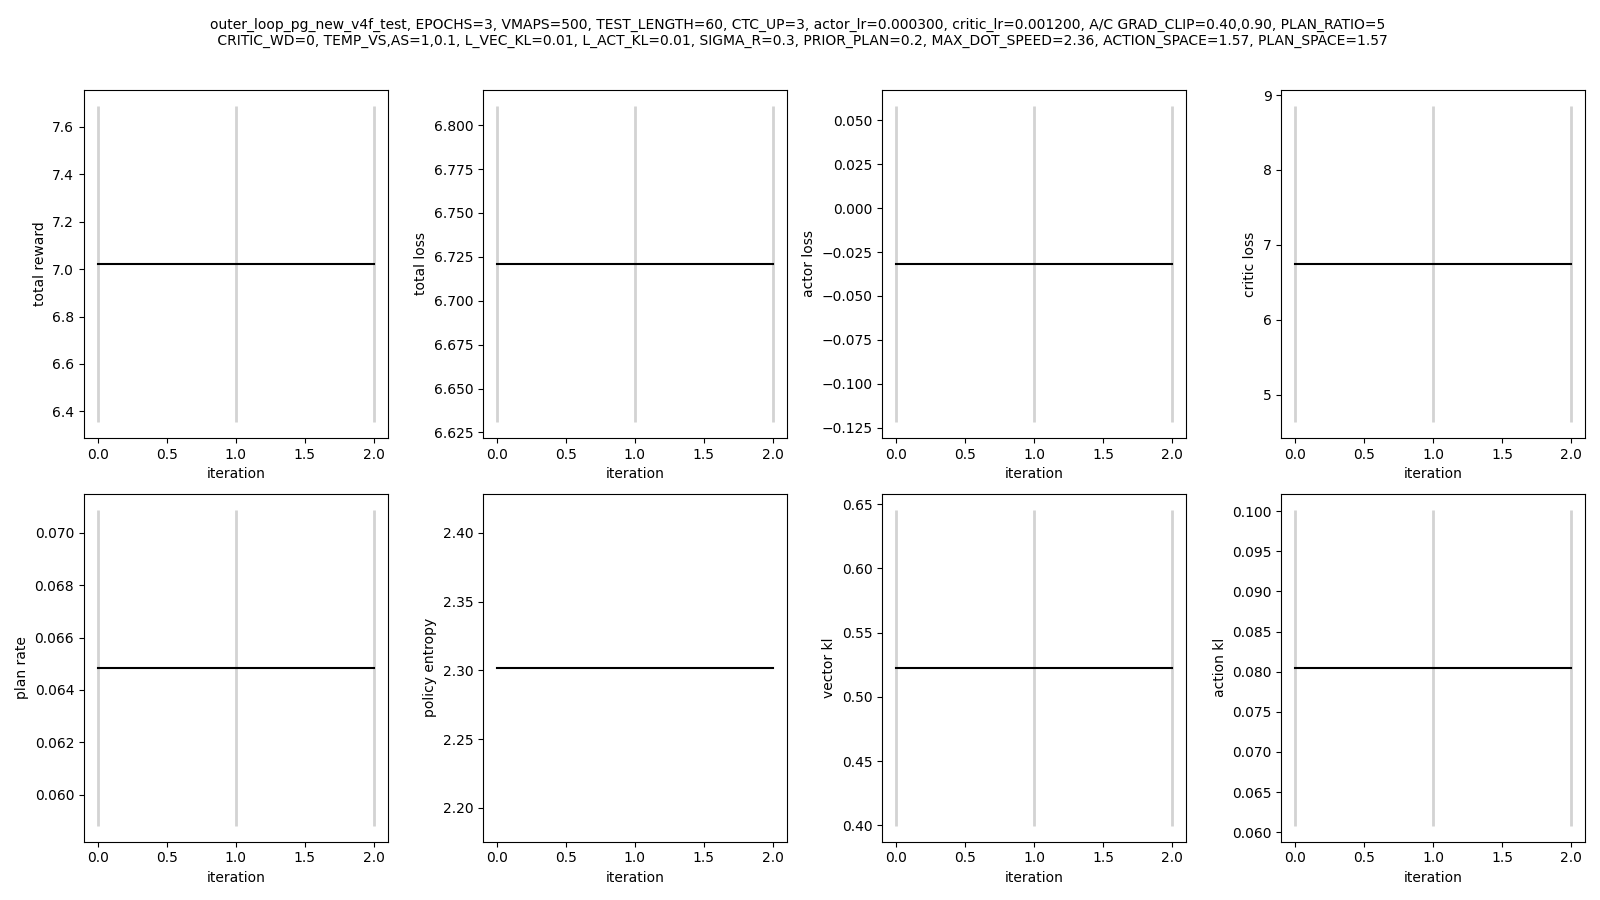 outer_loop_pg_new_v4f_test, EPOCHS=3, VMAPS=500, TEST_LENGTH=60, CTC_UP=3, actor_lr=0.000300, critic_lr=0.001200, A/C GRAD_CLIP=0.40,0.90, PLAN_RATIO=5
CRITIC_WD=0, TEMP_VS,AS=1,0.1, L_VEC_KL=0.01, L_ACT_KL=0.01, SIGMA_R=0.3, PRIOR_PLAN=0.2, MAX_DOT_SPEED=2.36, ACTION_SPACE=1.57, PLAN_SPACE=1.57
total reward
7.6
7.4
7.2
7.0
6.8
6.6
6.4
0.0 0.5 1.0 1.5 2.0
iteration
total loss
6.800
6.775
6.750
6.725
6.700
6.675
6.650
6.625
0.0 0.5 1.0 1.5 2.0
iteration
actor loss
0.050
0.025
0.000
−0.025
−0.050
−0.075
−0.100
−0.125
0.0 0.5 1.0 1.5 2.0
iteration
critic loss
9
8
7
6
5
0.0 0.5 1.0 1.5 2.0
iteration
plan rate
0.070
0.068
0.066
0.064
0.062
0.060
0.0 0.5 1.0 1.5 2.0
iteration
policy entropy
2.40
2.35
2.30
2.25
2.20
0.0 0.5 1.0 1.5 2.0
iteration
vector kl
0.65
0.60
0.55
0.50
0.45
0.40
0.0 0.5 1.0 1.5 2.0
iteration
action kl
0.100
0.095
0.090
0.085
0.080
0.075
0.070
0.065
0.060
0.0 0.5 1.0 1.5 2.0
iteration